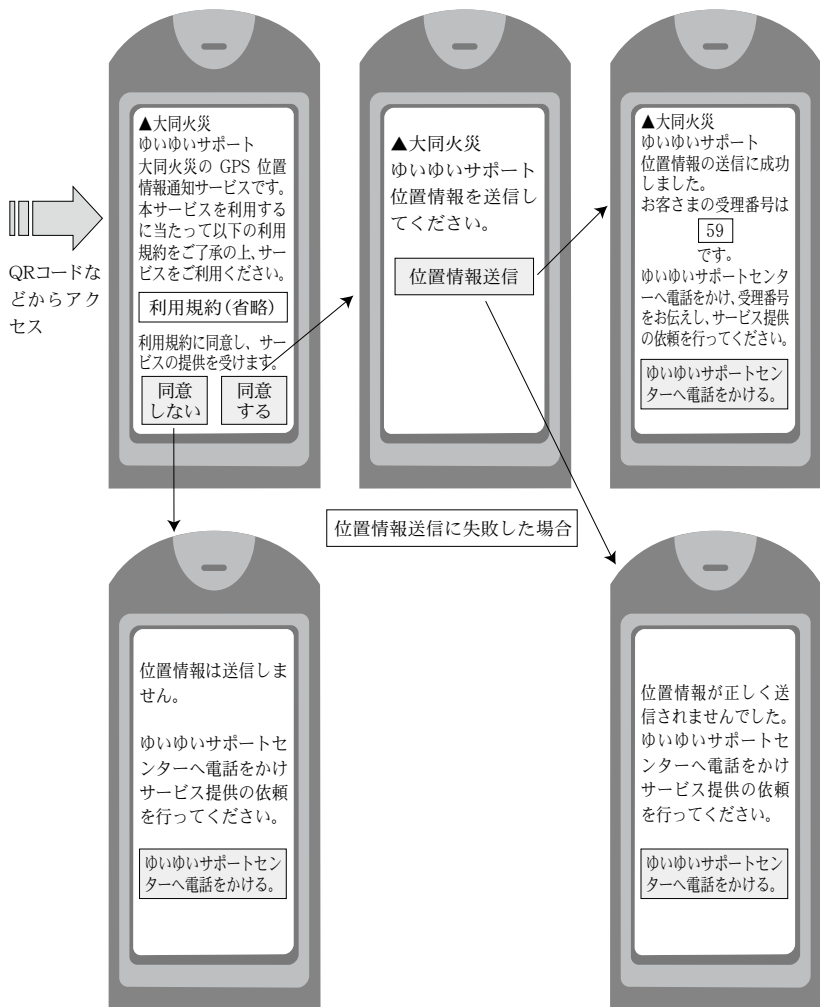 QRコードな
どからアク
セス
▲大同火災
ゆいゆいサポート
大同火災の GPS 位置
情報通知サービスです。
本サービスを利用する
に当たって以下の利用
規約をご了承の上、サー
ビスをご利用ください。
利用規約(省略)
利用規約に同意し、サー
ビスの提供を受けます。
同意
しない
同意
する
▲大同火災
ゆいゆいサポート
位置情報を送信し
てください。
位置情報送信
▲大同火災
ゆいゆいサポート
位置情報の送信に成功
しました。
お客さまの受理番号は
59
です。
ゆいゆいサポートセンタ
ーへ電話をかけ、受理番号
をお伝えし、サービス提供
の依頼を行ってください。
ゆいゆいサポートセン
ターへ電話をかける。
位置情報送信に失敗した場合
位置情報は送信しま
せん。
ゆいゆいサポートセ
ンターへ電話をかけ
サービス提供の依頼
を行ってください。
ゆいゆいサポートセン
ターへ電話をかける。
位置情報が正しく送
信されませんでした。
ゆいゆいサポートセ
ンターへ電話をかけ
サービス提供の依頼
を行ってください。
ゆいゆいサポートセン
ターへ電話をかける。